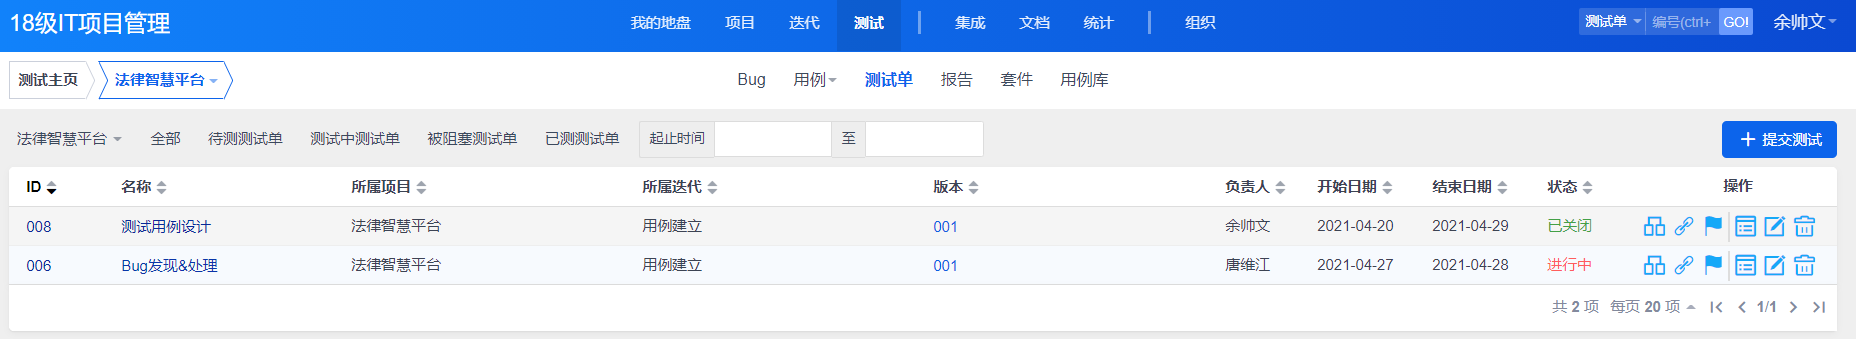 18级IT项目管理 我的地盘 项目 迭代 测试 集成 文档 统计 组织 测试单 编号(ctrl+ GO! 余帅文
测试主页 法律智慧平台 Bug 用例 测试单 报告 套件 用例库
法律智慧平台 全部 待测测试单 测试中测试单 被阻塞测试单 已测测试单 起止时间 至 + 提交测试
ID 名称 所属项目 所属迭代 版本 负责人 开始日期 结束日期 状态 操作
008 测试用例设计 法律智慧平台 用例建立 001 余帅文 2021-04-20 2021-04-29 已关闭
006 Bug发现&处理 法律智慧平台 用例建立 001 唐维江 2021-04-27 2021-04-28 进行中
共 2 项 每页 20 项 1/1